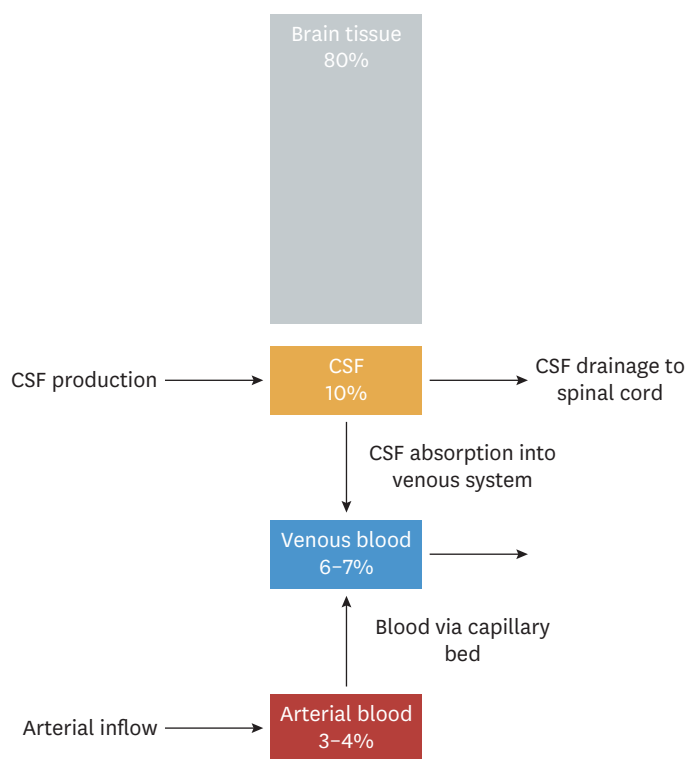 Brain tissue
80%
CSF production
CSF
10%
CSF drainage to
spinal cord
CSF absorption into
venous system
Venous blood
6–7%
Blood via capillary
bed
Arterial inflow
Arterial blood
3–4%